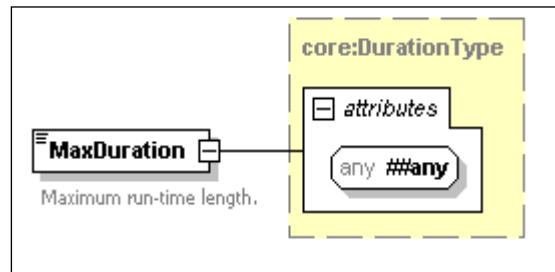 core:DurationType
attributes
any ##any
MaxDuration
Maximum run-time length.